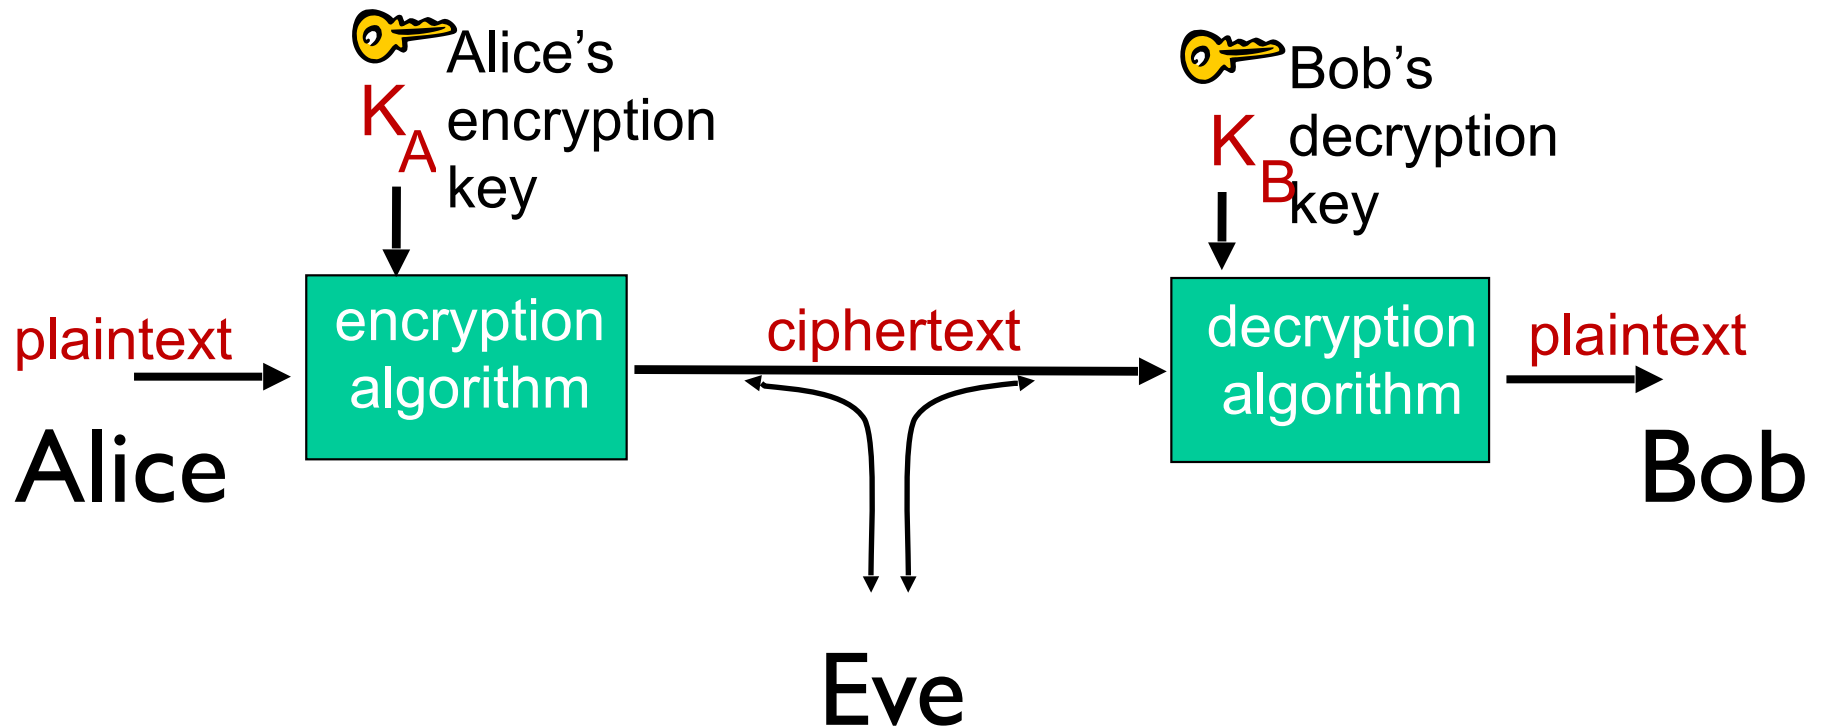 Alice’s
encryption
key
K
A
Bob’s
decryption
key
K
B
plaintext
encryption
algorithm
ciphertext
decryption
algorithm
plaintext
Alice
Bob
Eve